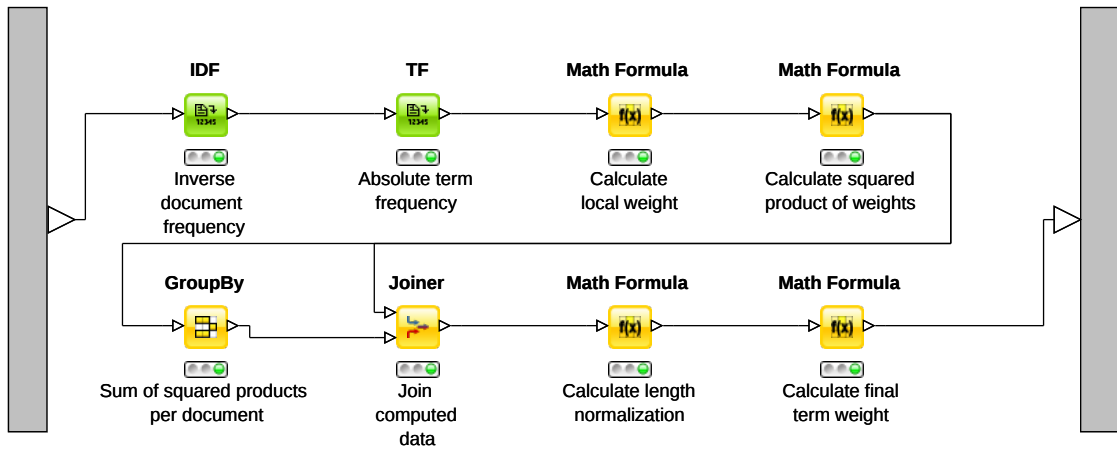 IDF
TF
Math Formula
Math Formula
12345
12345
f(x)
f(x)
Inverse
document
frequency
Absolute term
frequency
Calculate
local weight
Calculate squared
product of weights
GroupBy
Joiner
Math Formula
Math Formula
f(x)
f(x)
Sum of squared products
per document
Join
computed
data
Calculate length
normalization
Calculate final
term weight